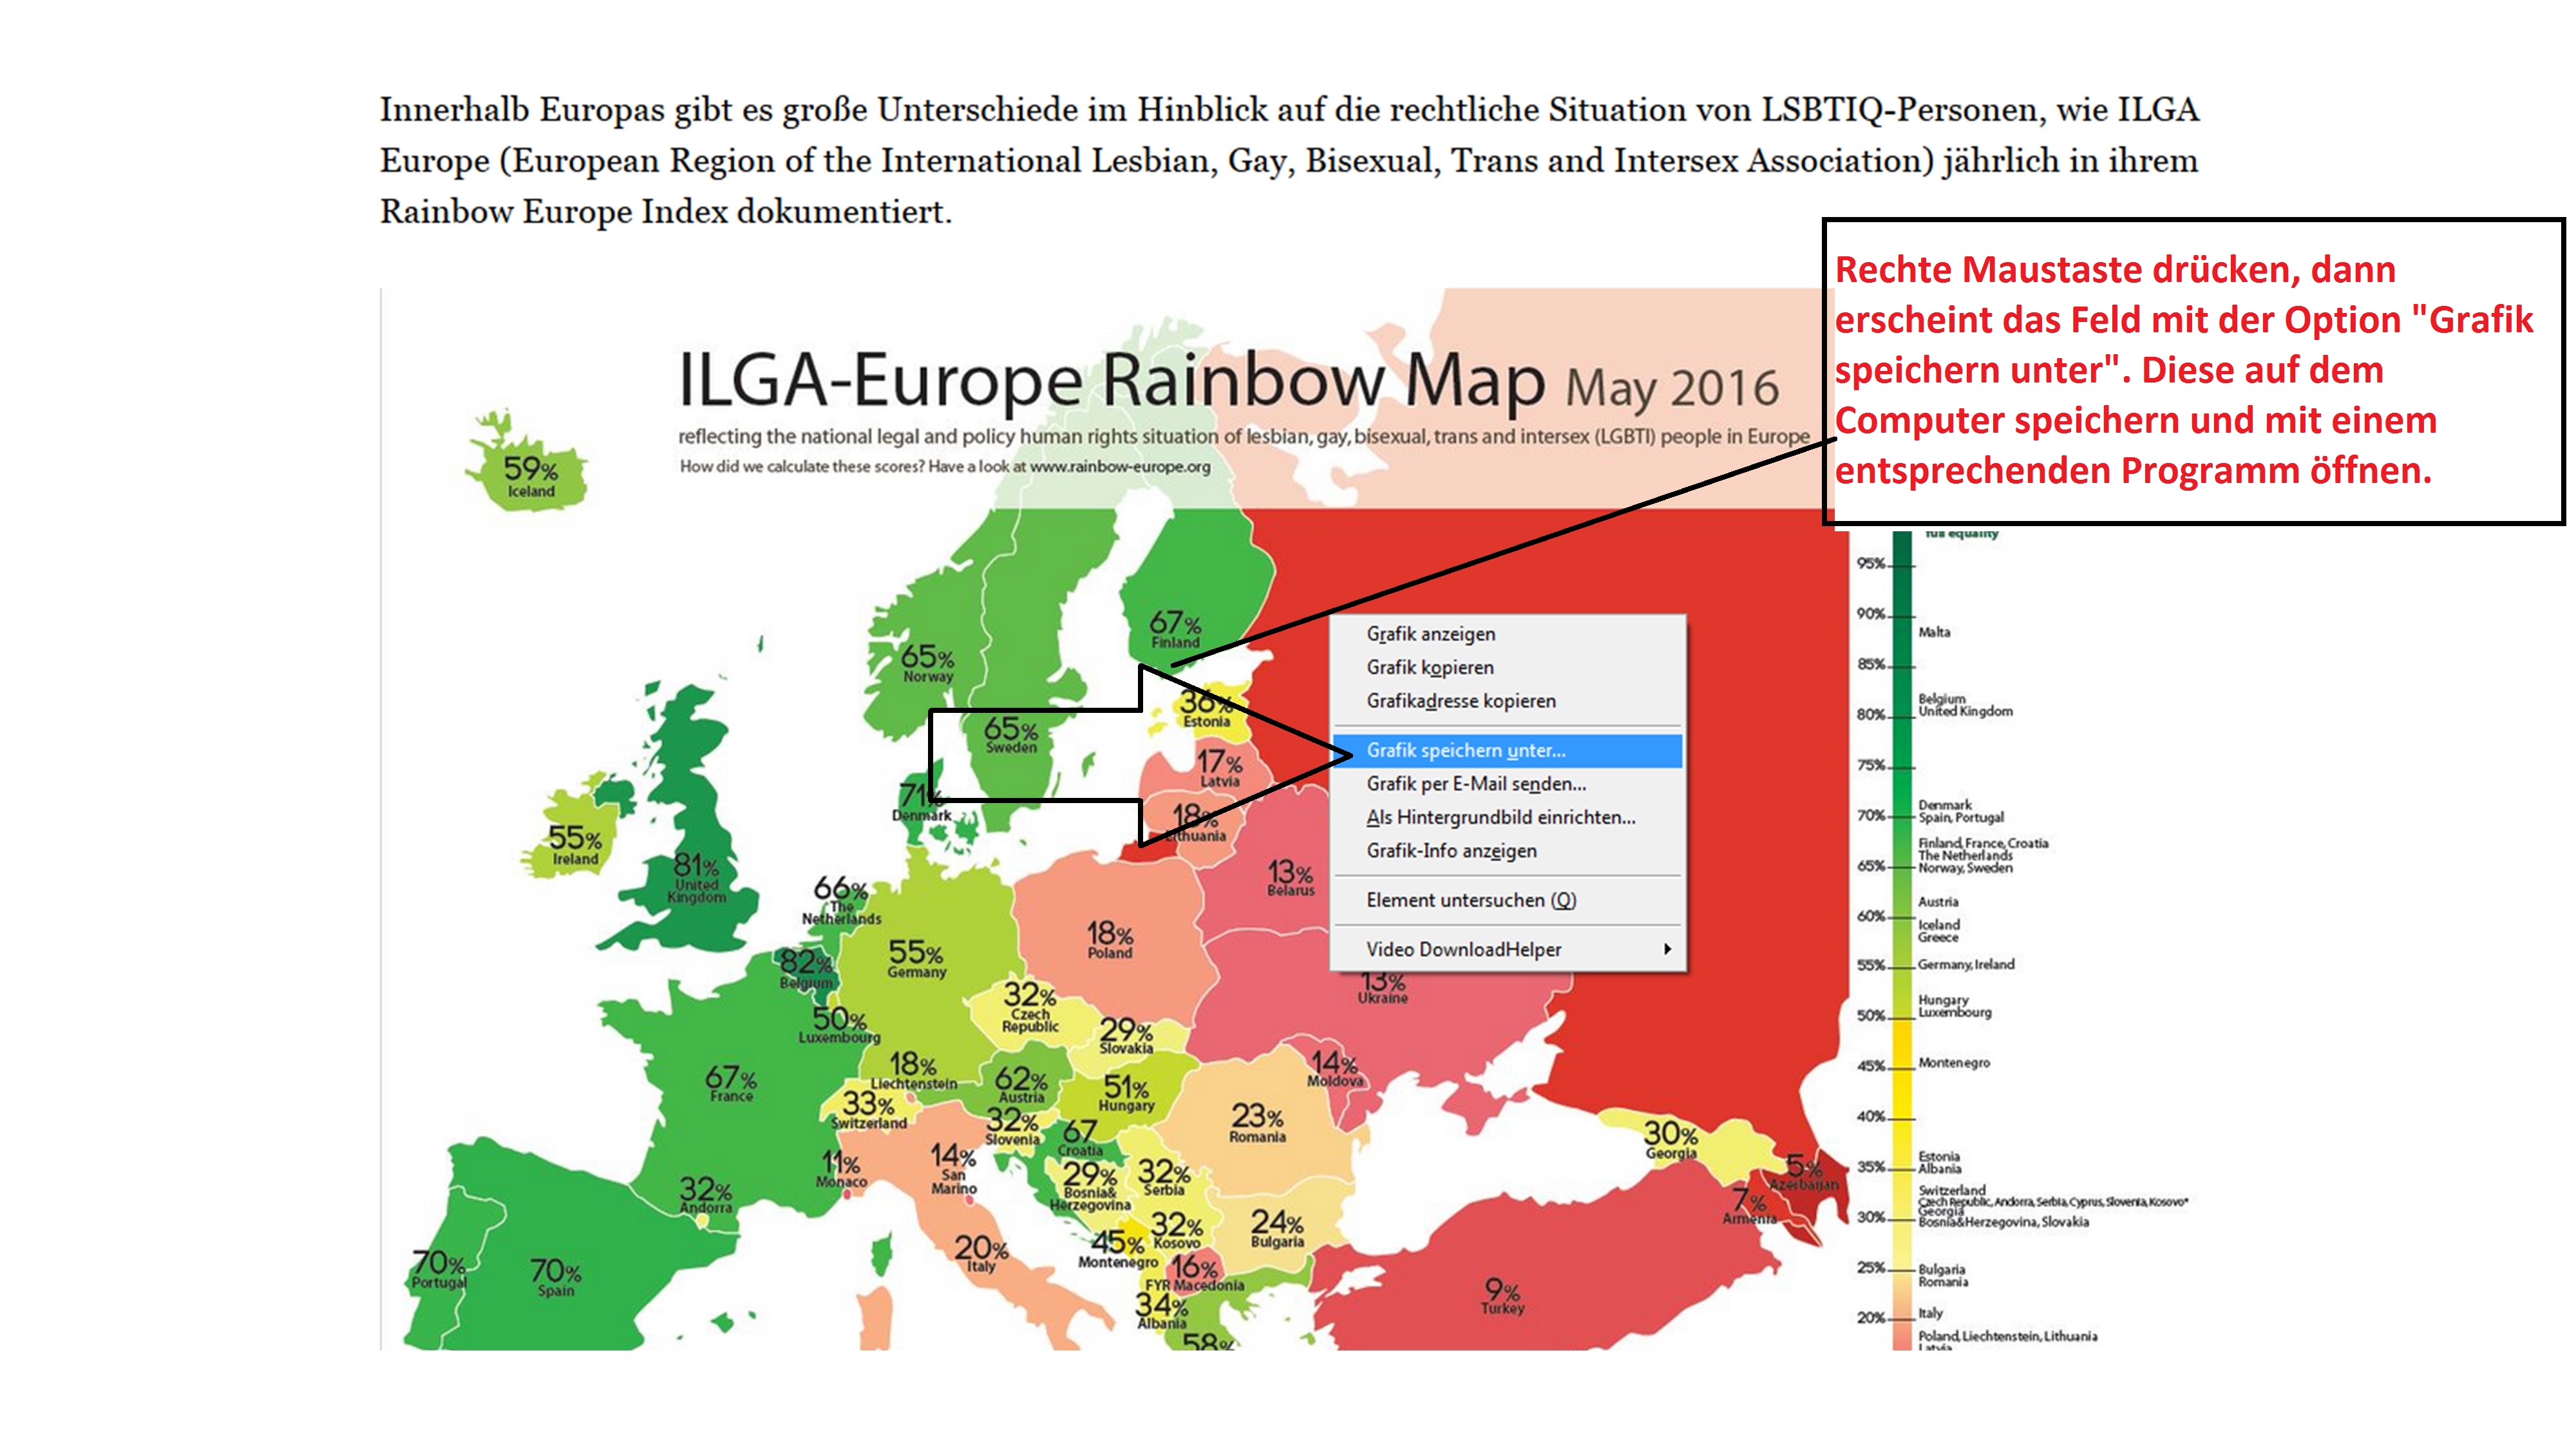 Innerhalb Europas gibt es große Unterschiede im Hinblick auf die rechtliche Situation von LSBTIQ-Personen, wie ILGA
Europe (European Region of the International Lesbian, Gay, Bisexual, Trans and Intersex Association) jährlich in ihrem
Rainbow Europe Index dokumentiert.
Rechte Maustaste drücken, dann
erscheint das Feld mit der Option "Grafik
speichern unter". Diese auf dem
Computer speichern und mit einem
entsprechenden Programm öffnen.
ILGA-Europe Rainbow Map May 2016
reflecting the national legal and policy human rights situation of lesbian, gay, bisexual, trans and intersex (LGBTI) people in Europe
How did we calculate these scores? Have a look at www.rainbow-europe.org
59%
Iceland
67%
Finland
65%
Norway
65%
Sweden
36%
Estonia
17%
Latvia
18%
Lithuania
71%
Denmark
55%
Ireland
81%
United
Kingdom
66%
The
Netherlands
82%
Belgium
50%
Luxembourg
55%
Germany
18%
Poland
13%
Belarus
13%
Ukraine
32%
Czech
Republic
29%
Slovakia
18%
Liechtenstein
62%
Austria
51%
Hungary
14%
Moldova
67%
France
33%
Switzerland
32%
Slovenia
67
Croatia
23%
Romania
11%
Monaco
14%
San
Marino
29%
Bosnia&
Herzegovina
32%
Serbia
32%
Andorra
45%
Montenegro
32%
Kosovo
24%
Bulgaria
70%
Portugal
70%
Spain
20%
Italy
16%
FYR Macedonia
34%
Albania
58%
9%
Turkey
30%
Georgia
5%
Azerbaijan
7%
Armenia
Grafik anzeigen
Grafik kopieren
Grafikadresse kopieren
Grafik speichern unter...
Grafik per E-Mail senden...
Als Hintergrundbild einrichten...
Grafik-Info anzeigen
Element untersuchen (Q)
Video DownloadHelper
full equality
95%
90%
Malta
85%
Belgium
80% United Kingdom
75%
Denmark
70% Spain, Portugal
Finland, France, Croatia
The Netherlands
65% Norway, Sweden
Austria
60%
Iceland
Greece
55% Germany, Ireland
Hungary
50% Luxembourg
45% Montenegro
40%
Estonia
35% Albania
Switzerland
Czech Republic, Andorra, Serbia, Cyprus, Slovenia, Kosovo*
Georgia
30% Bosnia&Herzegovina, Slovakia
25% Bulgaria
Romania
20% Italy
Poland, Liechtenstein, Lithuania
Latvia